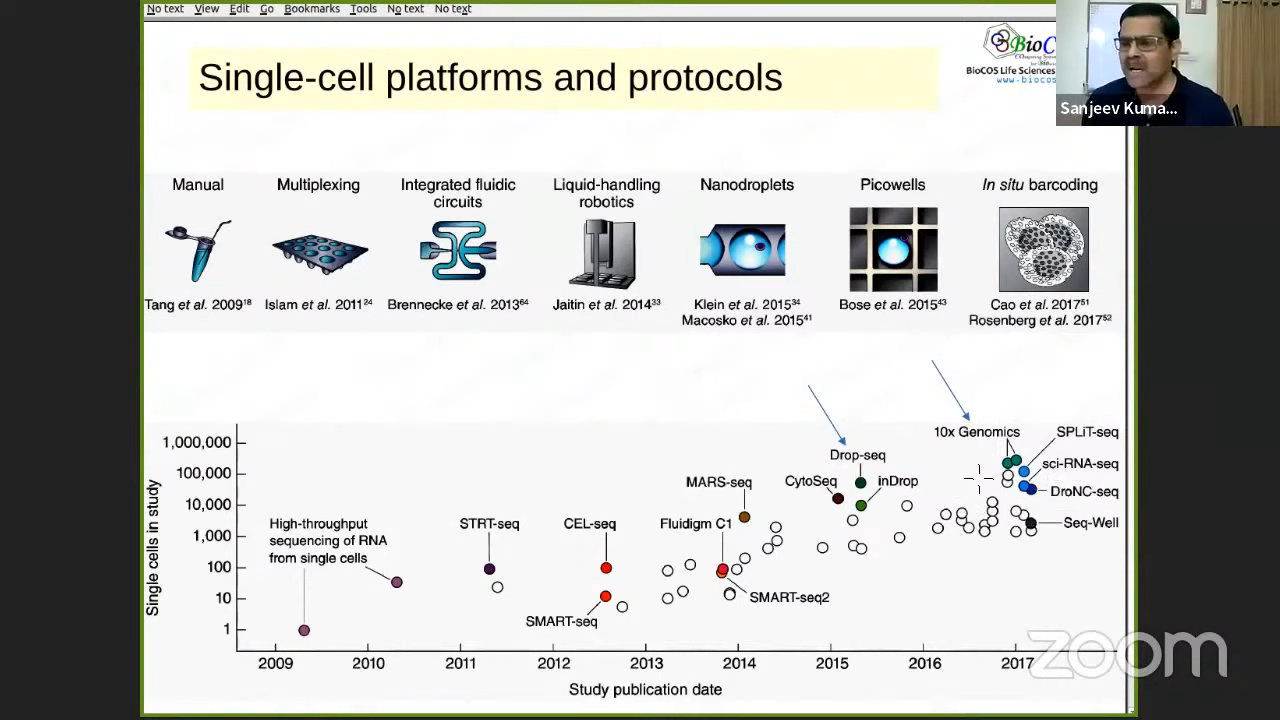 No text View Edit Go Bookmarks Tools No text No text
Single-cell platforms and protocols
BioC
BioCOS Life Sciences
www.biocos
Sanjeev Kuma...
Manual
Multiplexing
Integrated fluidic
circuits
Liquid-handling
robotics
Nanodroplets
Picowells
In situ barcoding
Tang et al. 2009¹⁸
Islam et al. 2011²⁴
Brennecke et al. 2013⁶⁴
Jaitin et al. 2014³³
Klein et al. 2015³⁴
Macosko et al. 2015⁴¹
Bose et al. 2015⁴³
Cao et al. 2017⁵¹
Rosenberg et al. 2017⁵²
Single cells in study
1,000,000
100,000
10,000
1,000
100
10
1
High-throughput
sequencing of RNA
from single cells
STRT-seq
CEL-seq
SMART-seq
Fluidigm C1
SMART-seq2
MARS-seq
CytoSeq
Drop-seq
inDrop
10x Genomics
SPLiT-seq
sci-RNA-seq
DroNC-seq
Seq-Well
2009 2010 2011 2012 2013 2014 2015 2016 2017
Study publication date
zoom